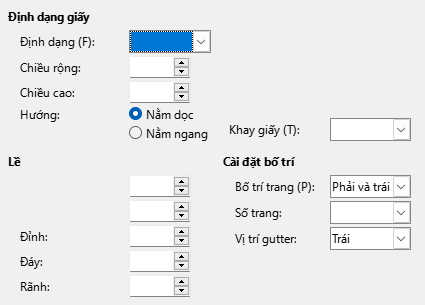 Định dạng giấy
Định dạng (F):
Chiều rộng:
Chiều cao:
Hướng:
Nằm dọc
Nằm ngang
Khay giấy (T):
Lề
Cài đặt bố trí
Bố trí trang (P):
Phải và trái
Số trang:
Đỉnh:
Vị trí gutter:
Trái
Đáy:
Rãnh: